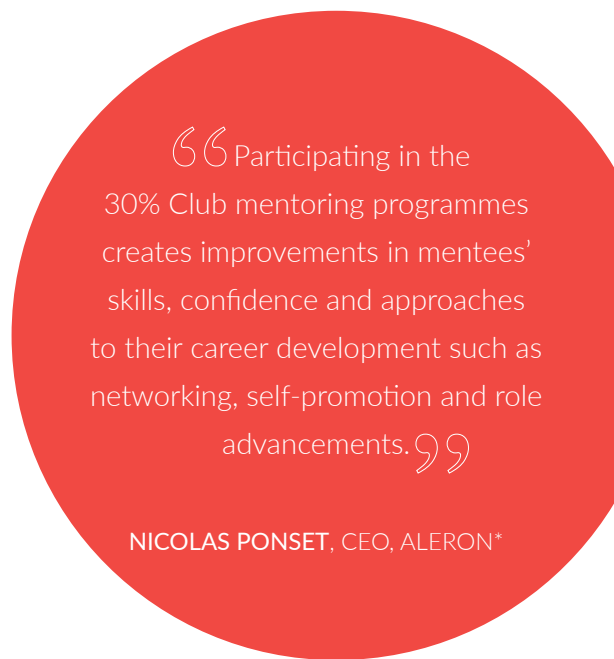 “Participating in the
30% Club mentoring programmes
creates improvements in mentees’
skills, confidence and approaches
to their career development such as
networking, self-promotion and role
advancements.”
NICOLAS PONSET, CEO, ALERON*